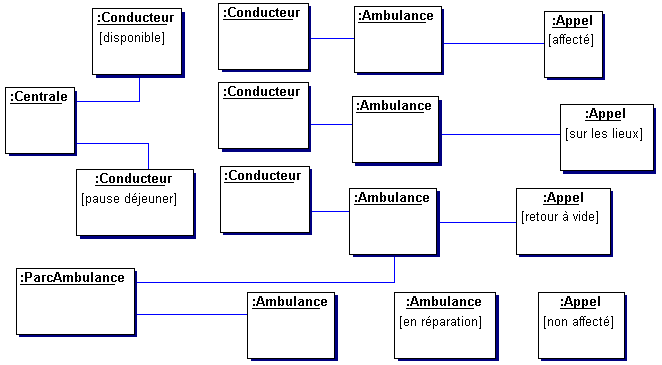 :Conducteur
[disponible]
:Conducteur
:Ambulance
:Appel
[affecté]
:Centrale
:Conducteur
:Ambulance
:Appel
[sur les lieux]
:Conducteur
[pause déjeuner]
:Conducteur
:Ambulance
:Appel
[retour à vide]
:ParcAmbulance
:Ambulance
:Ambulance
[en réparation]
:Appel
[non affecté]